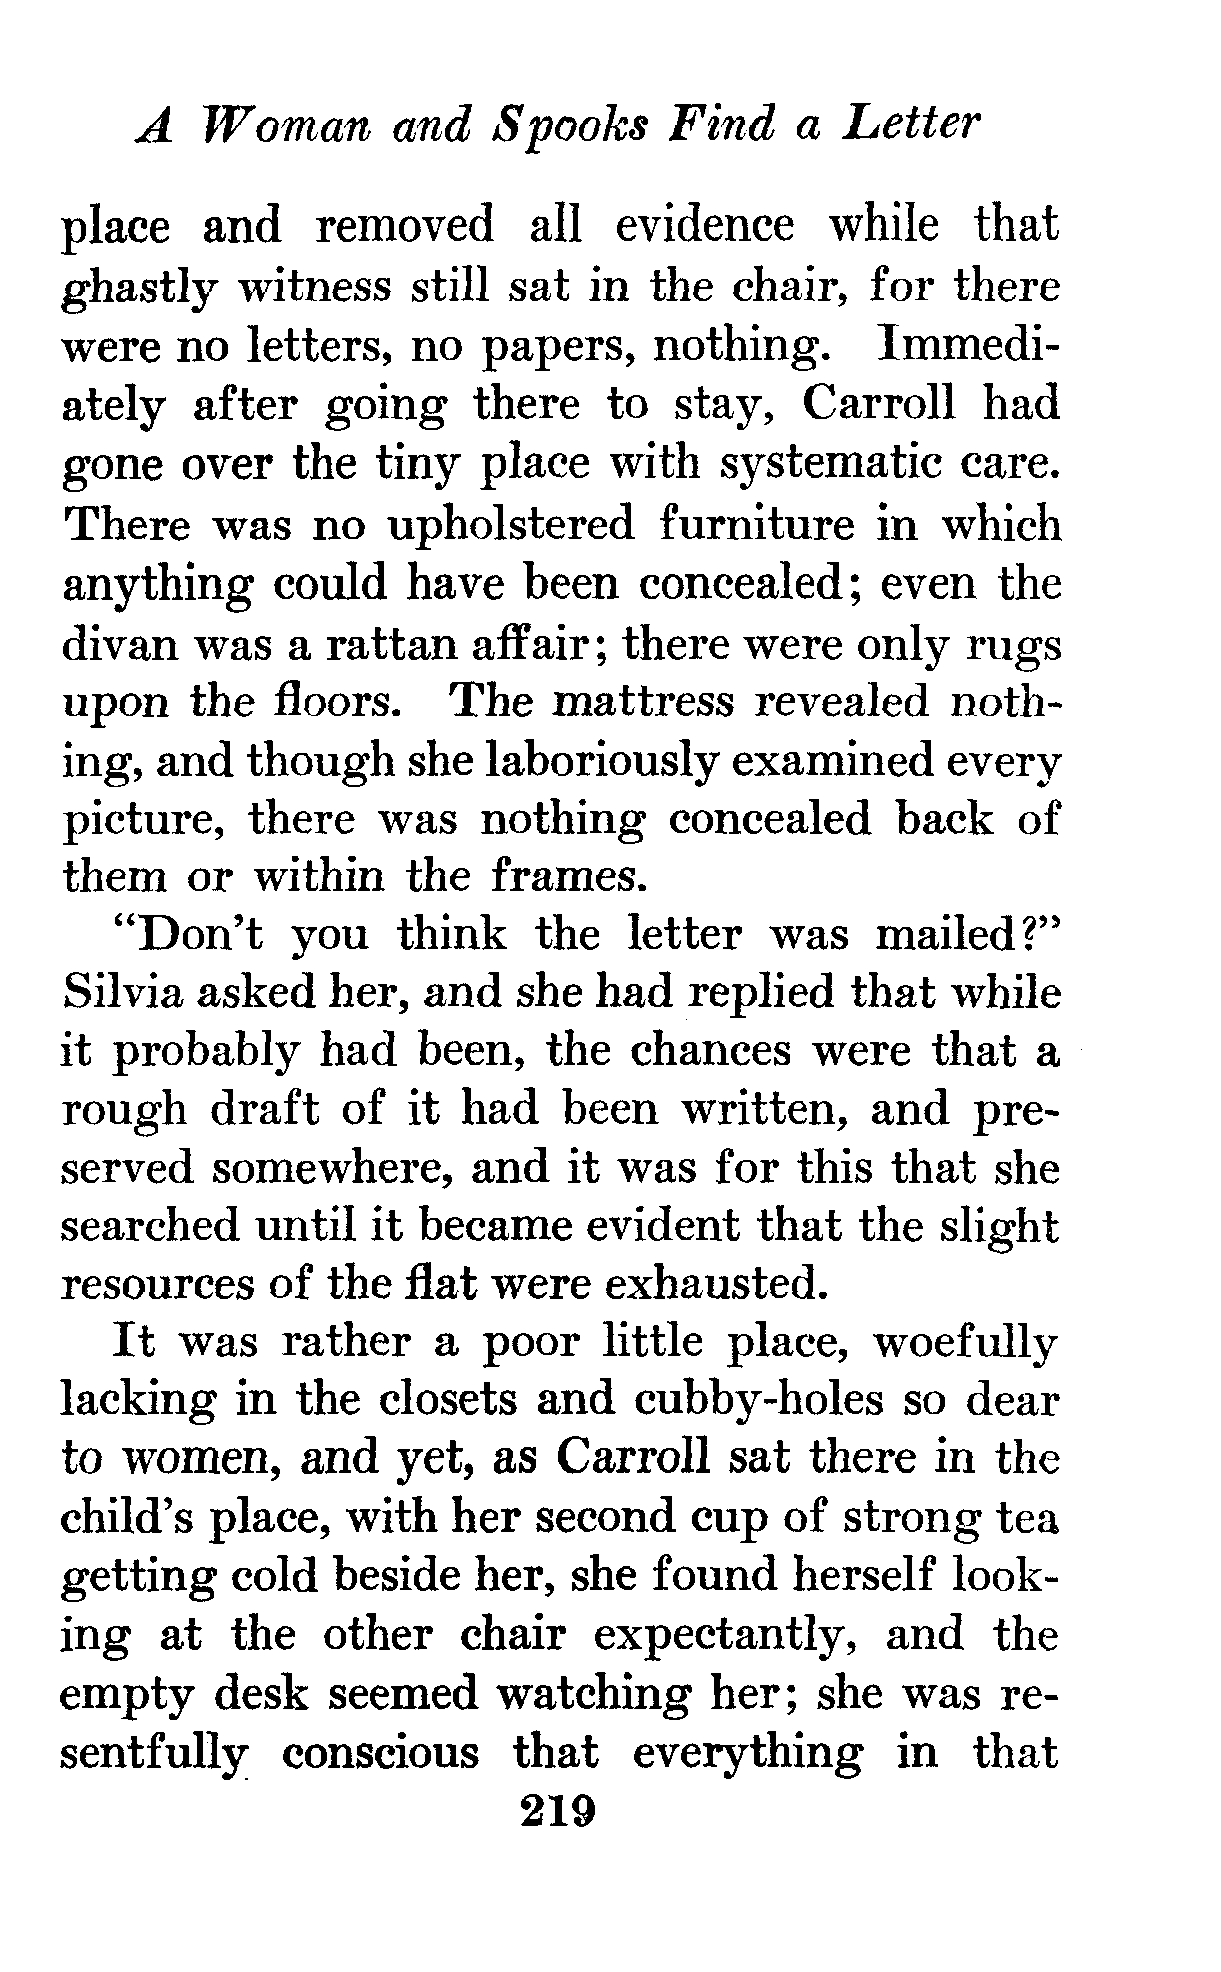 A Woman and Spooks Find a Letter
place and removed all evidence while that
ghastly witness still sat in the chair, for there
were no letters, no papers, nothing. Immedi-
ately after going there to stay, Carroll had
gone over the tiny place with systematic care.
There was no upholstered furniture in which
anything could have been concealed; even the
divan was a rattan affair; there were only rugs
upon the floors. The mattress revealed noth-
ing, and though she laboriously examined every
picture, there was nothing concealed back of
them or within the frames.
“Don’t you think the letter was mailed?”
Silvia asked her, and she had replied that while
it probably had been, the chances were that a
rough draft of it had been written, and pre-
served somewhere, and it was for this that she
searched until it became evident that the slight
resources of the flat were exhausted.
It was rather a poor little place, woefully
lacking in the closets and cubby-holes so dear
to women, and yet, as Carroll sat there in the
child’s place, with her second cup of strong tea
getting cold beside her, she found herself look-
ing at the other chair expectantly, and the
empty desk seemed watching her; she was re-
sentfully conscious that everything in that
219